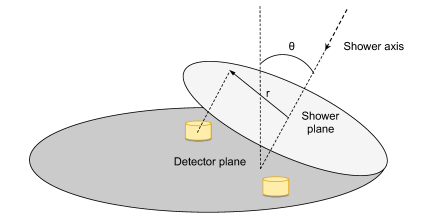 θ
Shower axis
r
Shower
plane
Detector plane